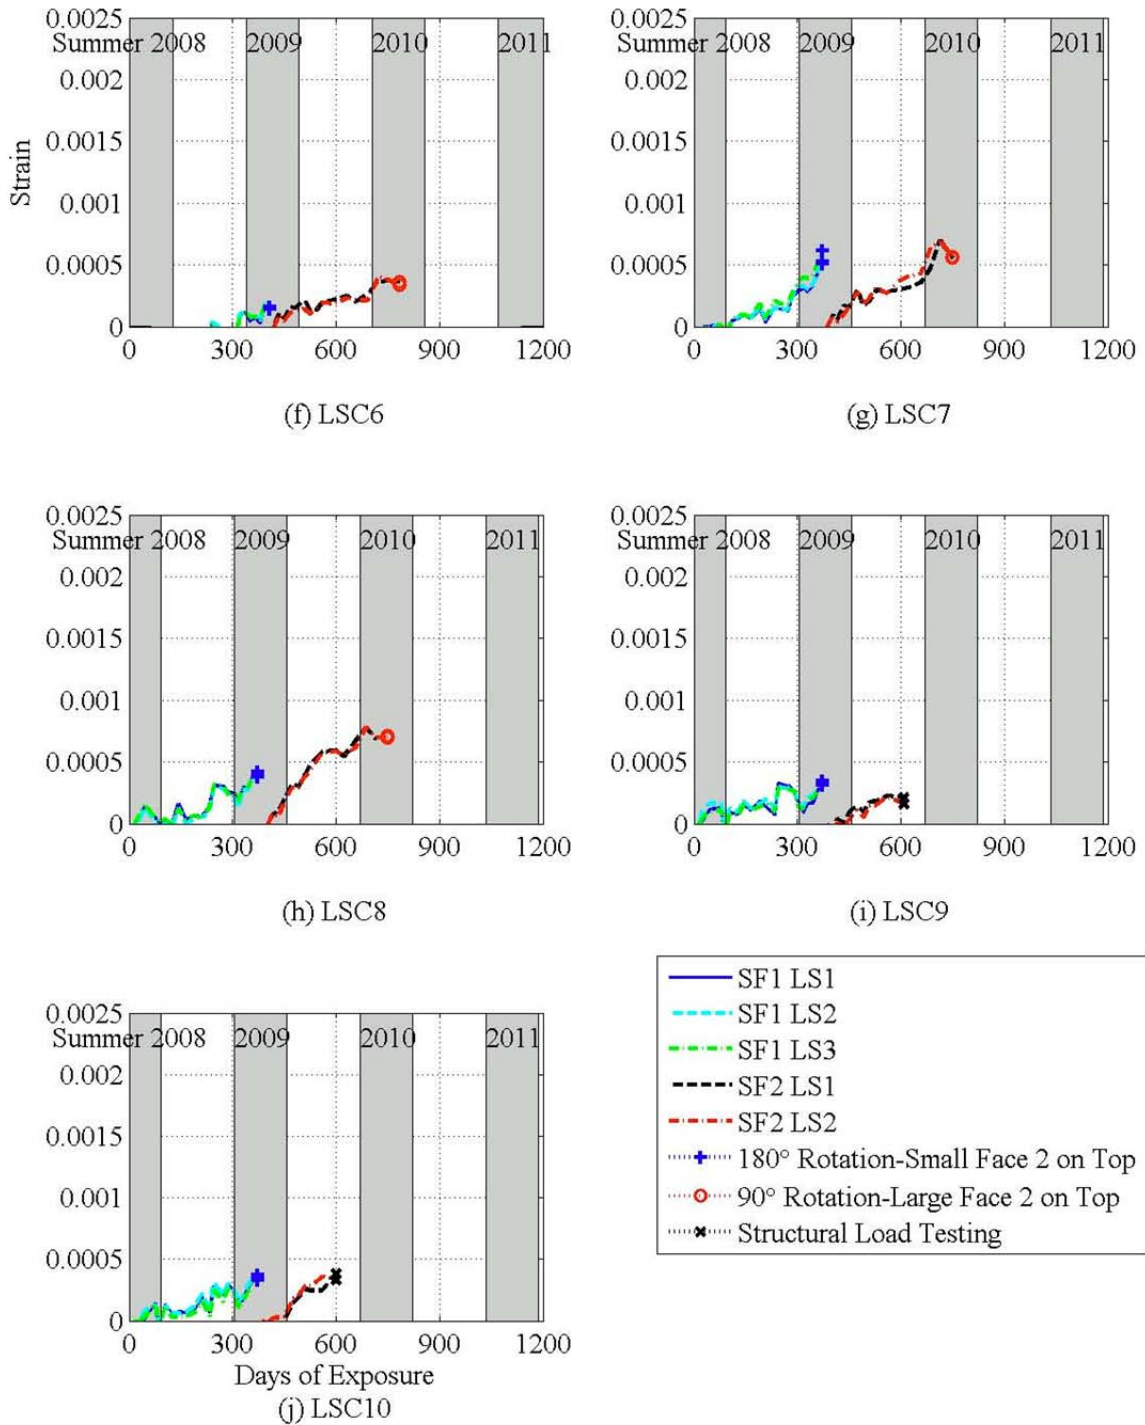 0.0025
Summer 2008 2009 2010 2011
0.002
0.0015
0.001
0.0005
0
Strain
0 300 600 900 1200
(f) LSC6
0.0025
Summer 2008 2009 2010 2011
0.002
0.0015
0.001
0.0005
0
0 300 600 900 1200
(g) LSC7
0.0025
Summer 2008 2009 2010 2011
0.002
0.0015
0.001
0.0005
0
0 300 600 900 1200
(h) LSC8
0.0025
Summer 2008 2009 2010 2011
0.002
0.0015
0.001
0.0005
0
0 300 600 900 1200
(i) LSC9
0.0025
Summer 2008 2009 2010 2011
0.002
0.0015
0.001
0.0005
0
0 300 600 900 1200
Days of Exposure
(j) LSC10
SF1 LS1
SF1 LS2
SF1 LS3
SF2 LS1
SF2 LS2
180° Rotation-Small Face 2 on Top
90° Rotation-Large Face 2 on Top
Structural Load Testing